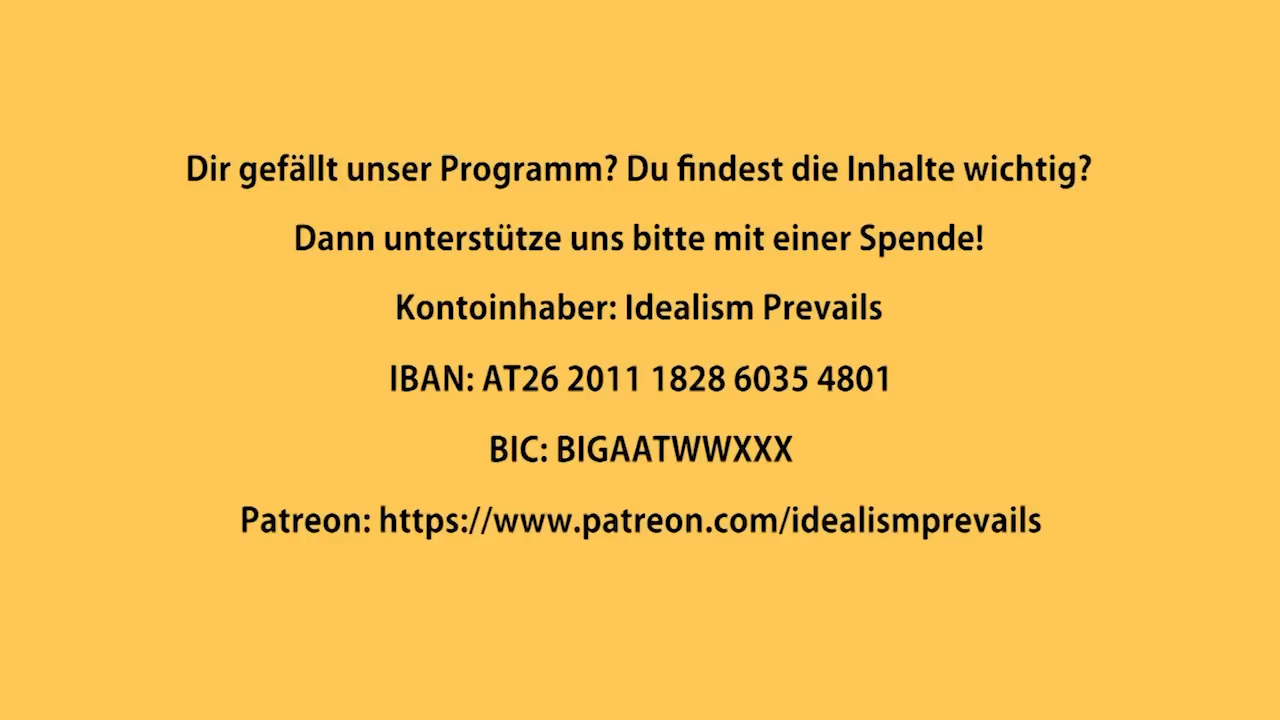 Dir gefällt unser Programm? Du findest die Inhalte wichtig?
Dann unterstütze uns bitte mit einer Spende!
Kontoinhaber: Idealism Prevails
IBAN: AT26 2011 1828 6035 4801
BIC: BIGAATWWXXX
Patreon: https://www.patreon.com/idealismprevails